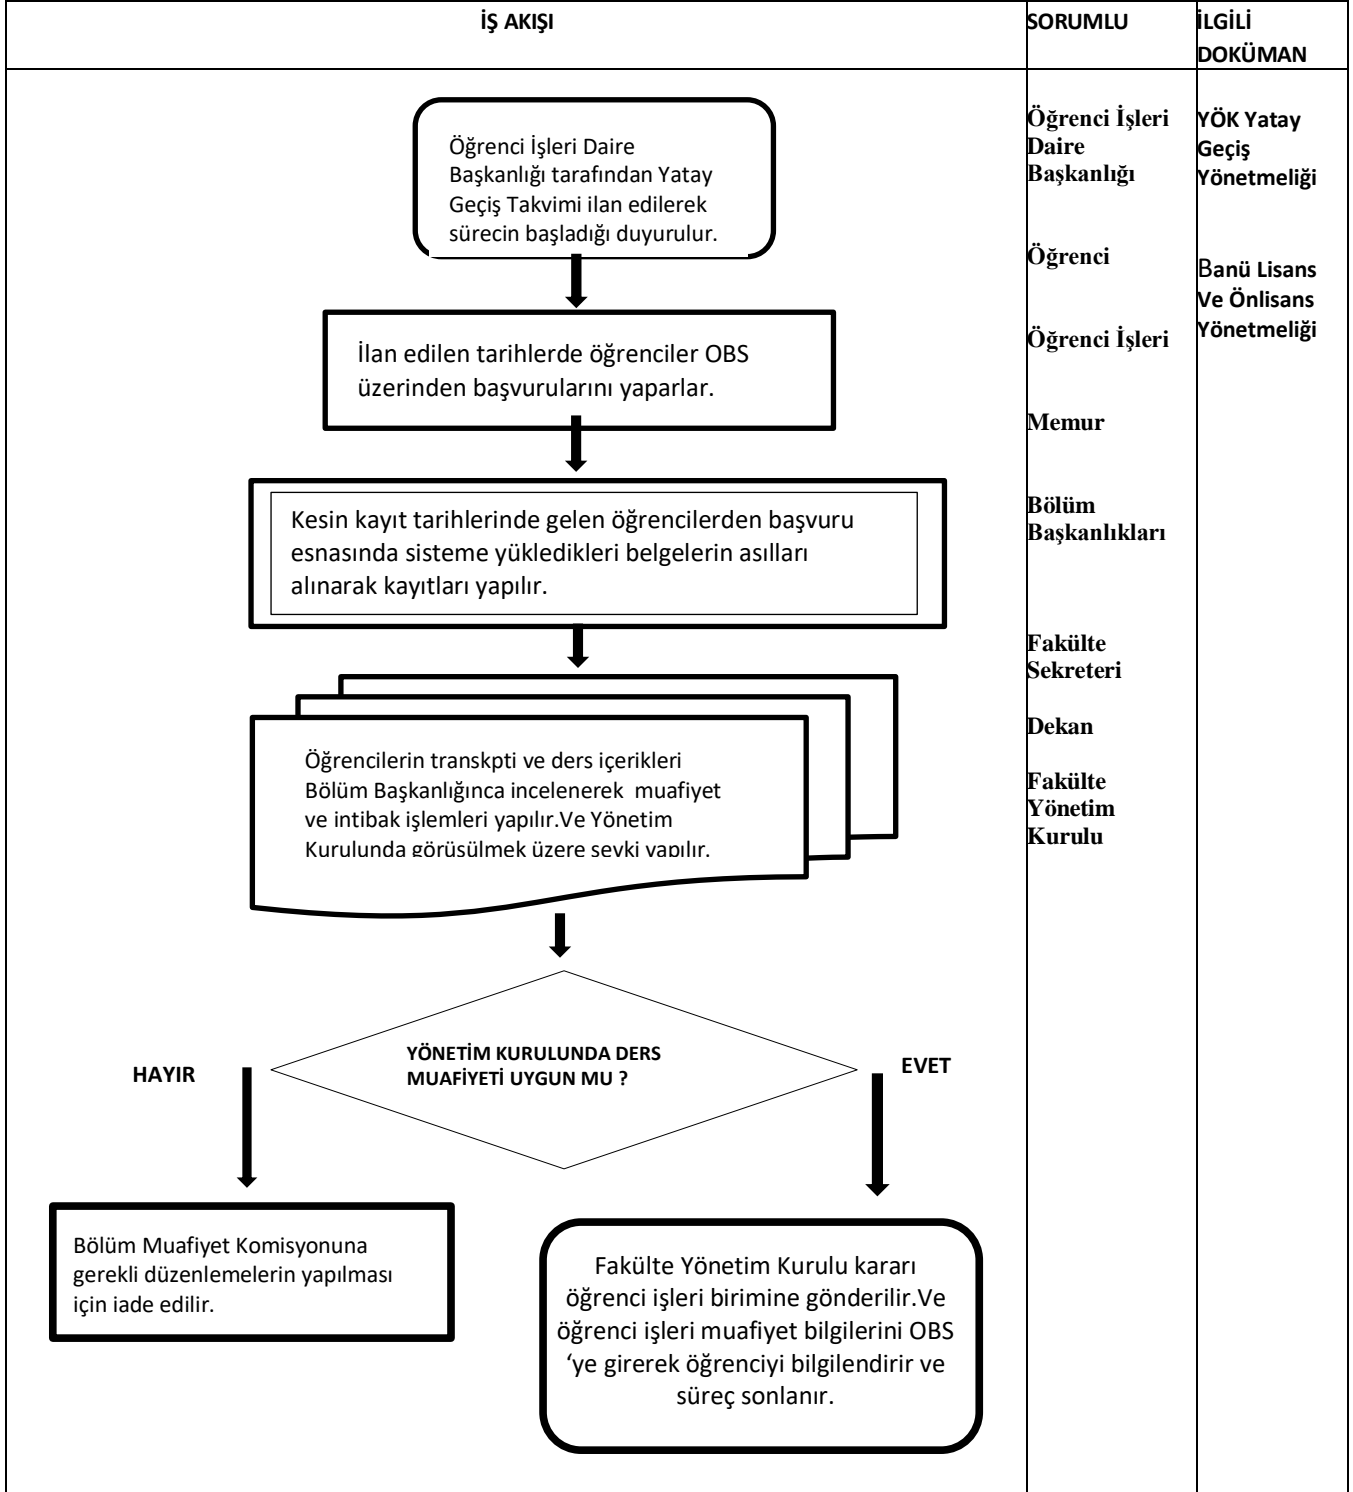 İŞ AKIŞI
SORUMLU
İLGİLİ
DOKÜMAN
Öğrenci İşleri Daire
Başkanlığı tarafından Yatay
Geçiş Takvimi ilan edilerek
sürecin başladığı duyurulur.
İlan edilen tarihlerde öğrenciler OBS
üzerinden başvurularını yaparlar.
Kesin kayıt tarihlerinde gelen öğrencilerden başvuru
esnasında sisteme yükledikleri belgelerin asılları
alınarak kayıtları yapılır.
Öğrencilerin transkpti ve ders içerikleri
Bölüm Başkanlığınca incelenerek  muafiyet
ve intibak işlemleri yapılır.Ve Yönetim
Kurulunda görüşülmek üzere sevki yapılır.
YÖNETİM KURULUNDA DERS
MUAFİYETİ UYGUN MU ?
HAYIR
EVET
Bölüm Muafiyet Komisyonuna
gerekli düzenlemelerin yapılması
için iade edilir.
Fakülte Yönetim Kurulu kararı
öğrenci işleri birimine gönderilir.Ve
öğrenci işleri muafiyet bilgilerini OBS
‘ye girerek öğrenciyi bilgilendirir ve
süreç sonlanır.
Öğrenci İşleri
Daire
Başkanlığı
Öğrenci
Öğrenci İşleri
Memur
Bölüm
Başkanlıkları
Fakülte
Sekreteri
Dekan
Fakülte
Yönetim
Kurulu
YÖK Yatay
Geçiş
Yönetmeliği
Banü Lisans
Ve Önlisans
Yönetmeliği